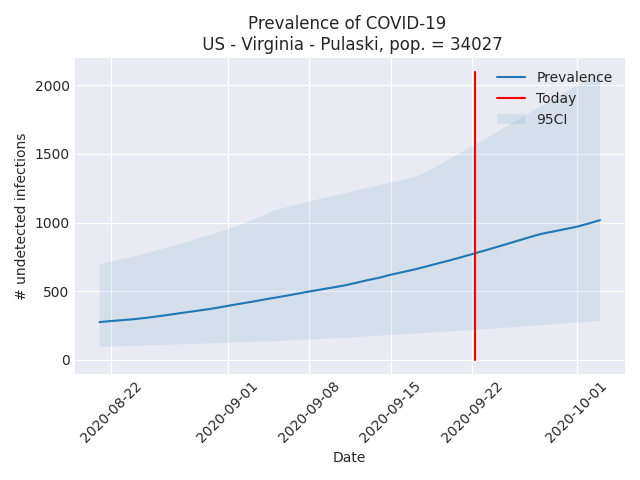 Prevalence of COVID-19
US - Virginia - Pulaski, pop. = 34027
Prevalence
Today
95CI
2000
1500
1000
500
0
# undetected infections
2020-08-22
2020-09-01
2020-09-08
2020-09-15
2020-09-22
2020-10-01
Date